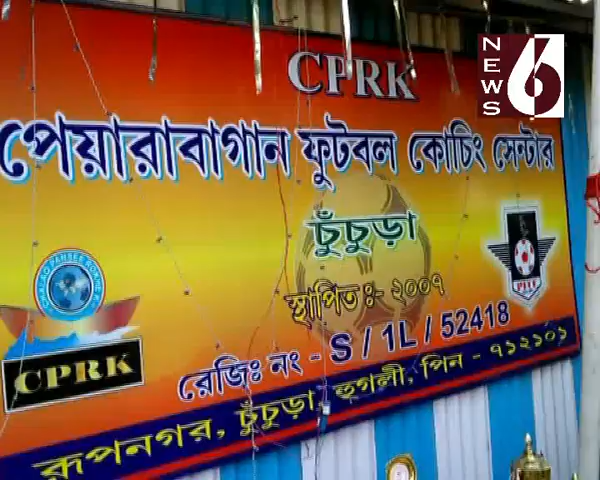 CPRK
NEWS 6
পেয়ারাবাগান ফুটবল কোচিং সেন্টার
চুঁচুড়া
স্থাপিত ঃ- ২০০৭
রেজিঃ নং - S / 1L / 52418
CPRK
রূপনগর, চুঁচুড়া, হুগলী, পিন - ৭১২১০১